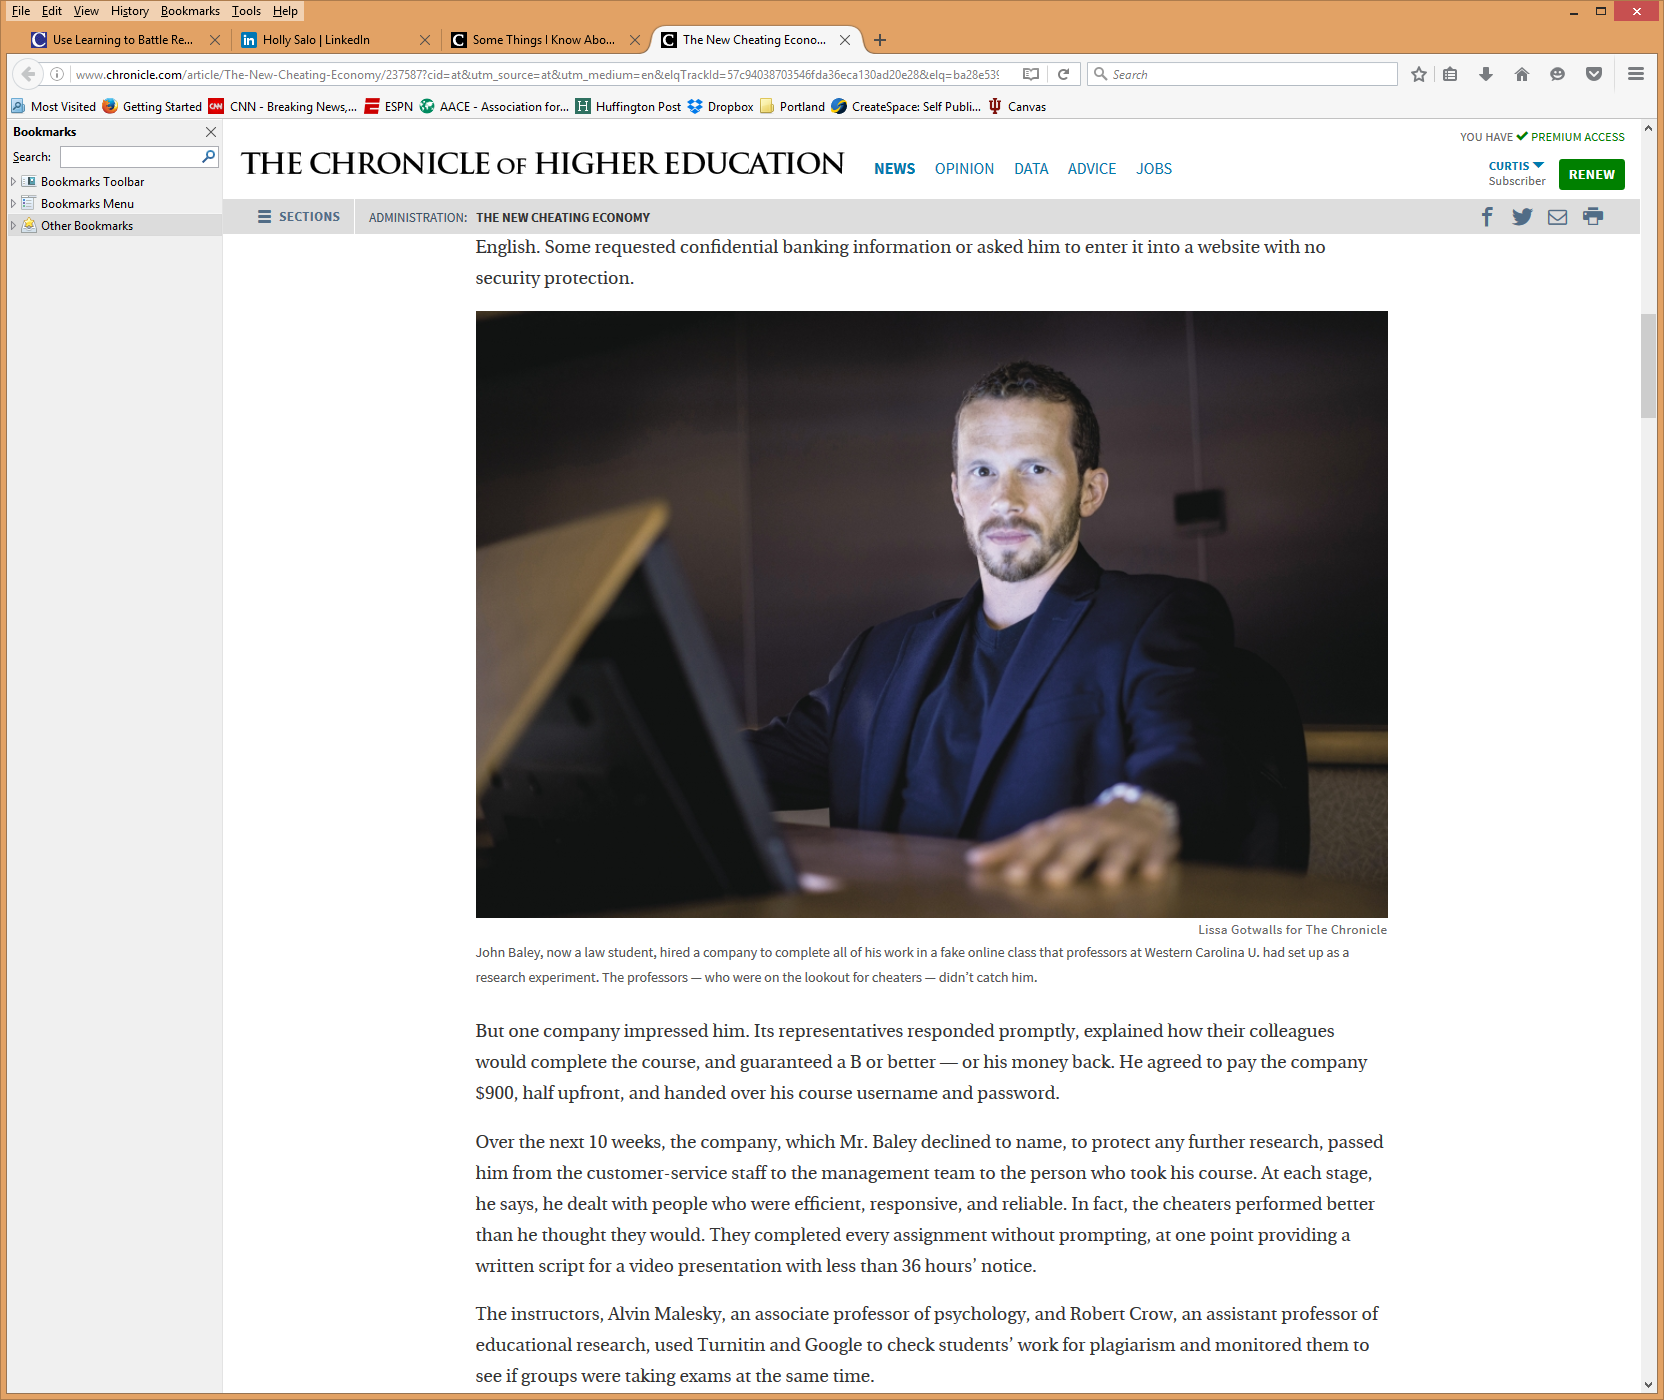 File Edit View History Bookmarks Tools Help
Use Learning to Battle Re...
Holly Salo | LinkedIn
Some Things I Know Abo...
The New Cheating Econo...
www.chronicle.com/article/The-New-Cheating-Economy/237587?cid=at&utm_source=at&utm_medium=en&elqTrackId=57c94038703546fda36eca130ad20e28&elq=ba28e539
Search
Most Visited Getting Started CNN - Breaking News,... ESPN AACE - Association for... Huffington Post Dropbox Portland CreateSpace: Self Publi... Canvas
Bookmarks
Search:
Bookmarks Toolbar
Bookmarks Menu
Other Bookmarks
YOU HAVE PREMIUM ACCESS
THE CHRONICLE OF HIGHER EDUCATION
NEWS OPINION DATA ADVICE JOBS
CURTIS
Subscriber
RENEW
SECTIONS
ADMINISTRATION: THE NEW CHEATING ECONOMY
English. Some requested confidential banking information or asked him to enter it into a website with no
security protection.
Lissa Gotwalls for The Chronicle
John Baley, now a law student, hired a company to complete all of his work in a fake online class that professors at Western Carolina U. had set up as a
research experiment. The professors — who were on the lookout for cheaters — didn’t catch him.
But one company impressed him. Its representatives responded promptly, explained how their colleagues
would complete the course, and guaranteed a B or better — or his money back. He agreed to pay the company
$900, half upfront, and handed over his course username and password.
Over the next 10 weeks, the company, which Mr. Baley declined to name, to protect any further research, passed
him from the customer-service staff to the management team to the person who took his course. At each stage,
he says, he dealt with people who were efficient, responsive, and reliable. In fact, the cheaters performed better
than he thought they would. They completed every assignment without prompting, at one point providing a
written script for a video presentation with less than 36 hours’ notice.
The instructors, Alvin Malesky, an associate professor of psychology, and Robert Crow, an assistant professor of
educational research, used Turnitin and Google to check students’ work for plagiarism and monitored them to
see if groups were taking exams at the same time.